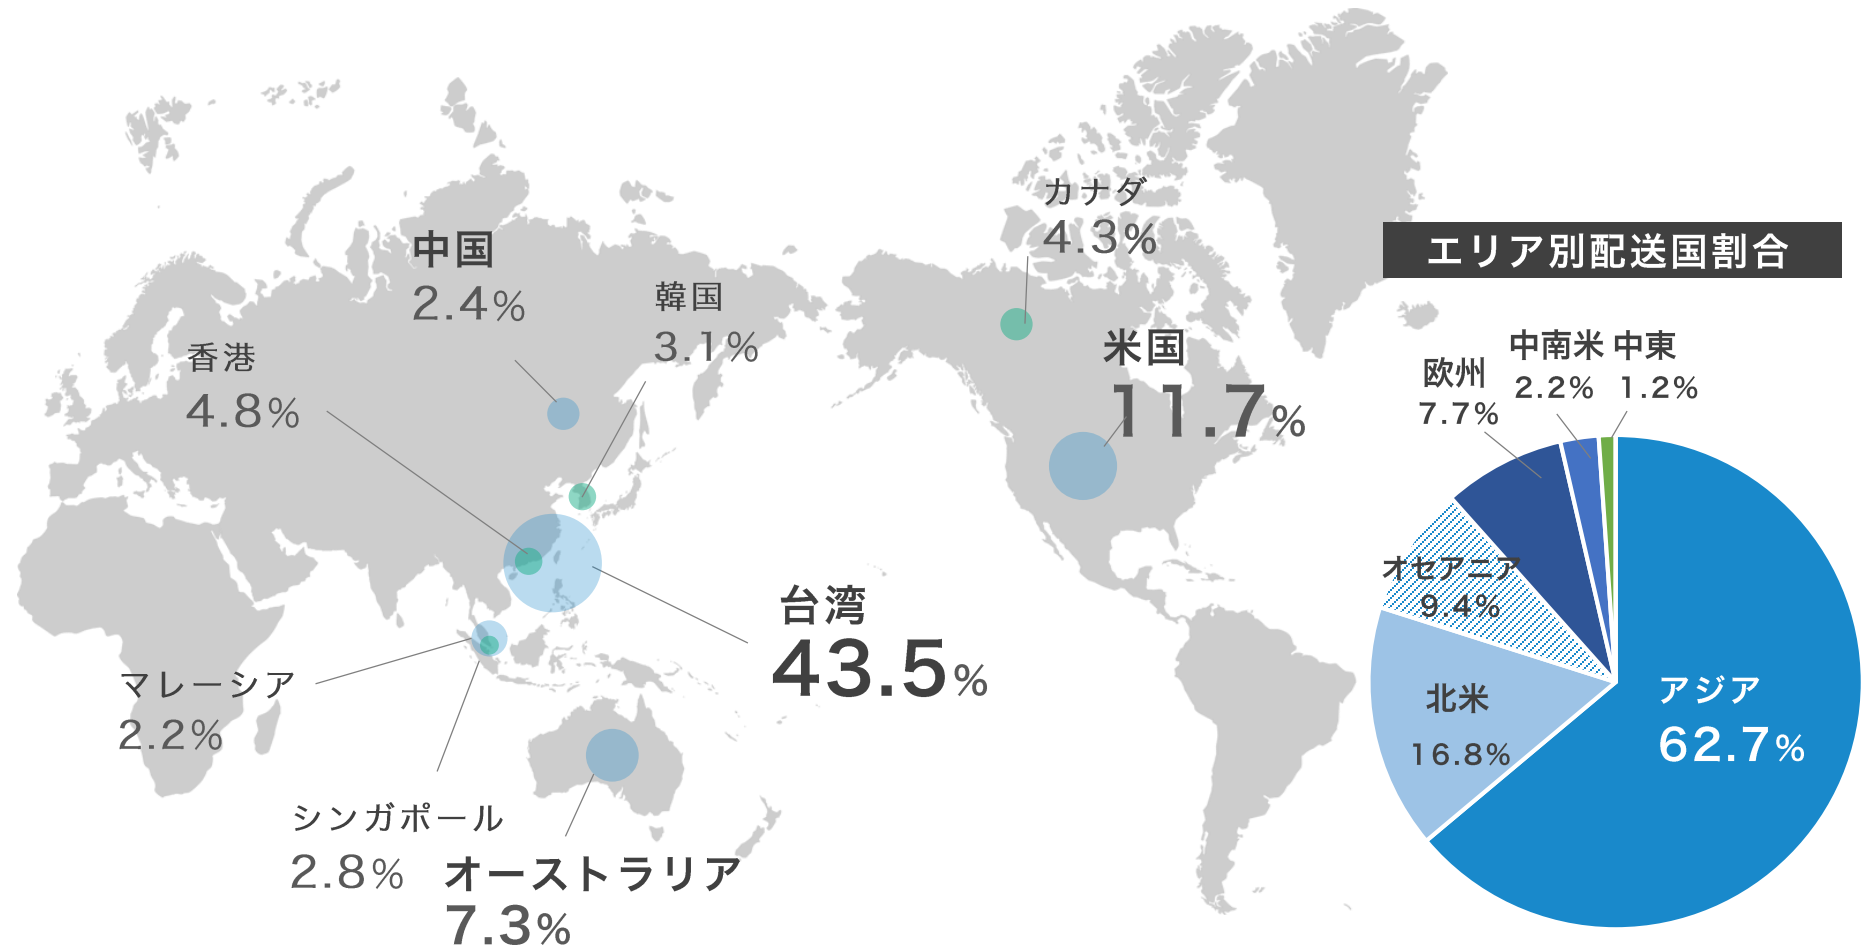 カナダ
4.3%
中国
2.4%
韓国
3.1%
香港
4.8%
米国
11.7%
台湾
43.5%
マレーシア
2.2%
シンガポール
2.8%
オーストラリア
7.3%
エリア別配送国割合
中南米
2.2%
中東
1.2%
欧州
7.7%
オセアニア
9.4%
北米
16.8%
アジア
62.7%